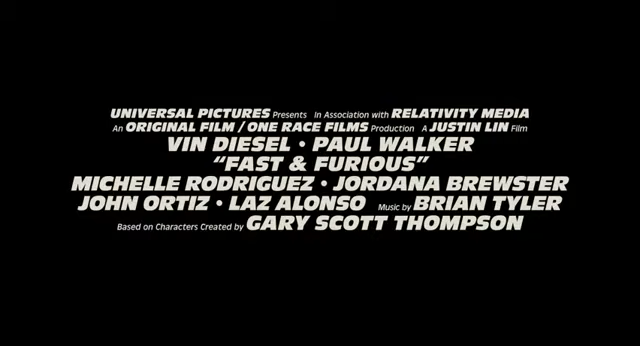 UNIVERSAL PICTURES Presents In Association with RELATIVITY MEDIA
An ORIGINAL FILM / ONE RACE FILMS Production A JUSTIN LIN Film
VIN DIESEL • PAUL WALKER
“FAST & FURIOUS”
MICHELLE RODRIGUEZ • JORDANA BREWSTER
JOHN ORTIZ • LAZ ALONSO Music by BRIAN TYLER
Based on Characters Created by GARY SCOTT THOMPSON